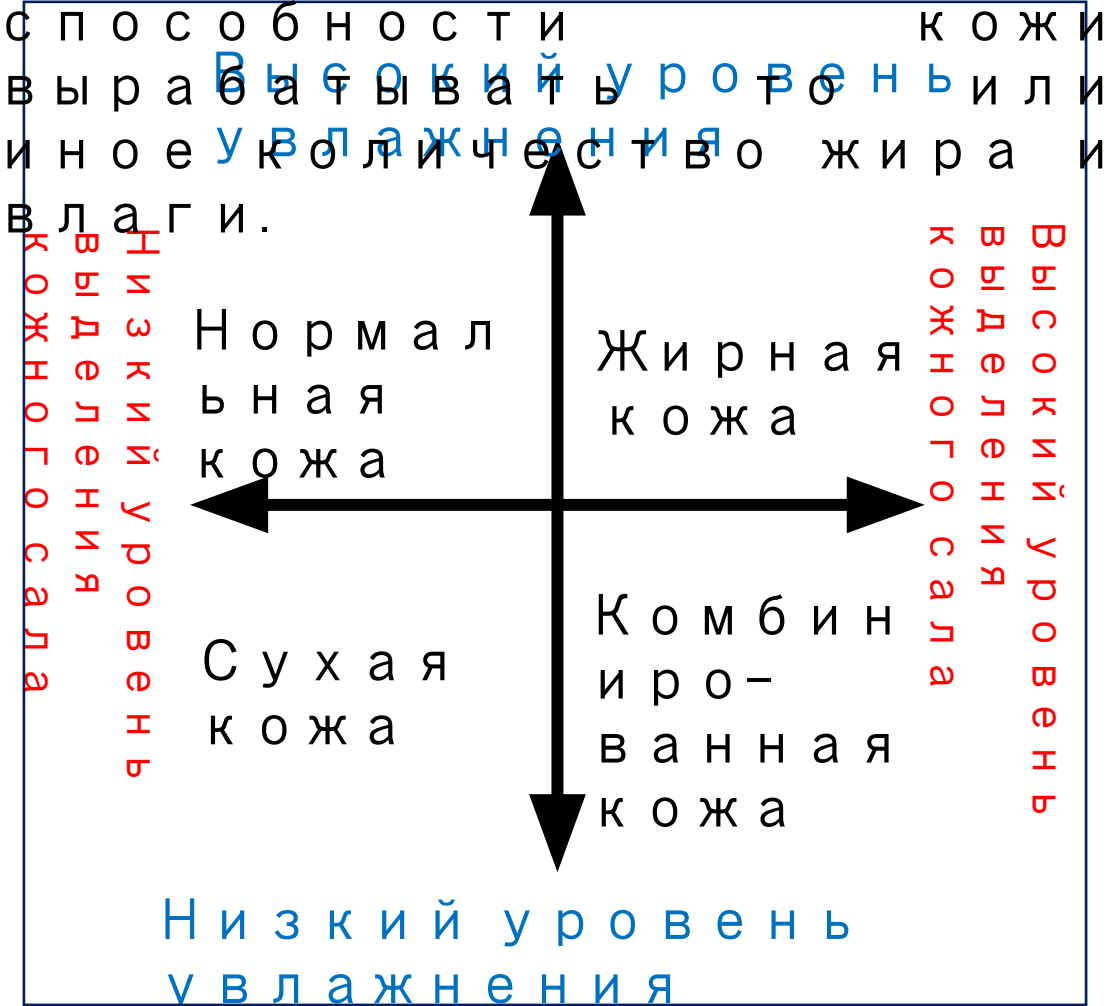 способности кожи
вырабатывать то или
иное количество жира и
влаги.
Высокий уровень
увлажнения
Низкий уровень
выделения
кожного сала
Нормал
ьная
кожа
Жирная
кожа
Высокий уровень
выделения
кожного сала
Сухая
кожа
Комбин
иро-
ванная
кожа
Низкий уровень
увлажнения